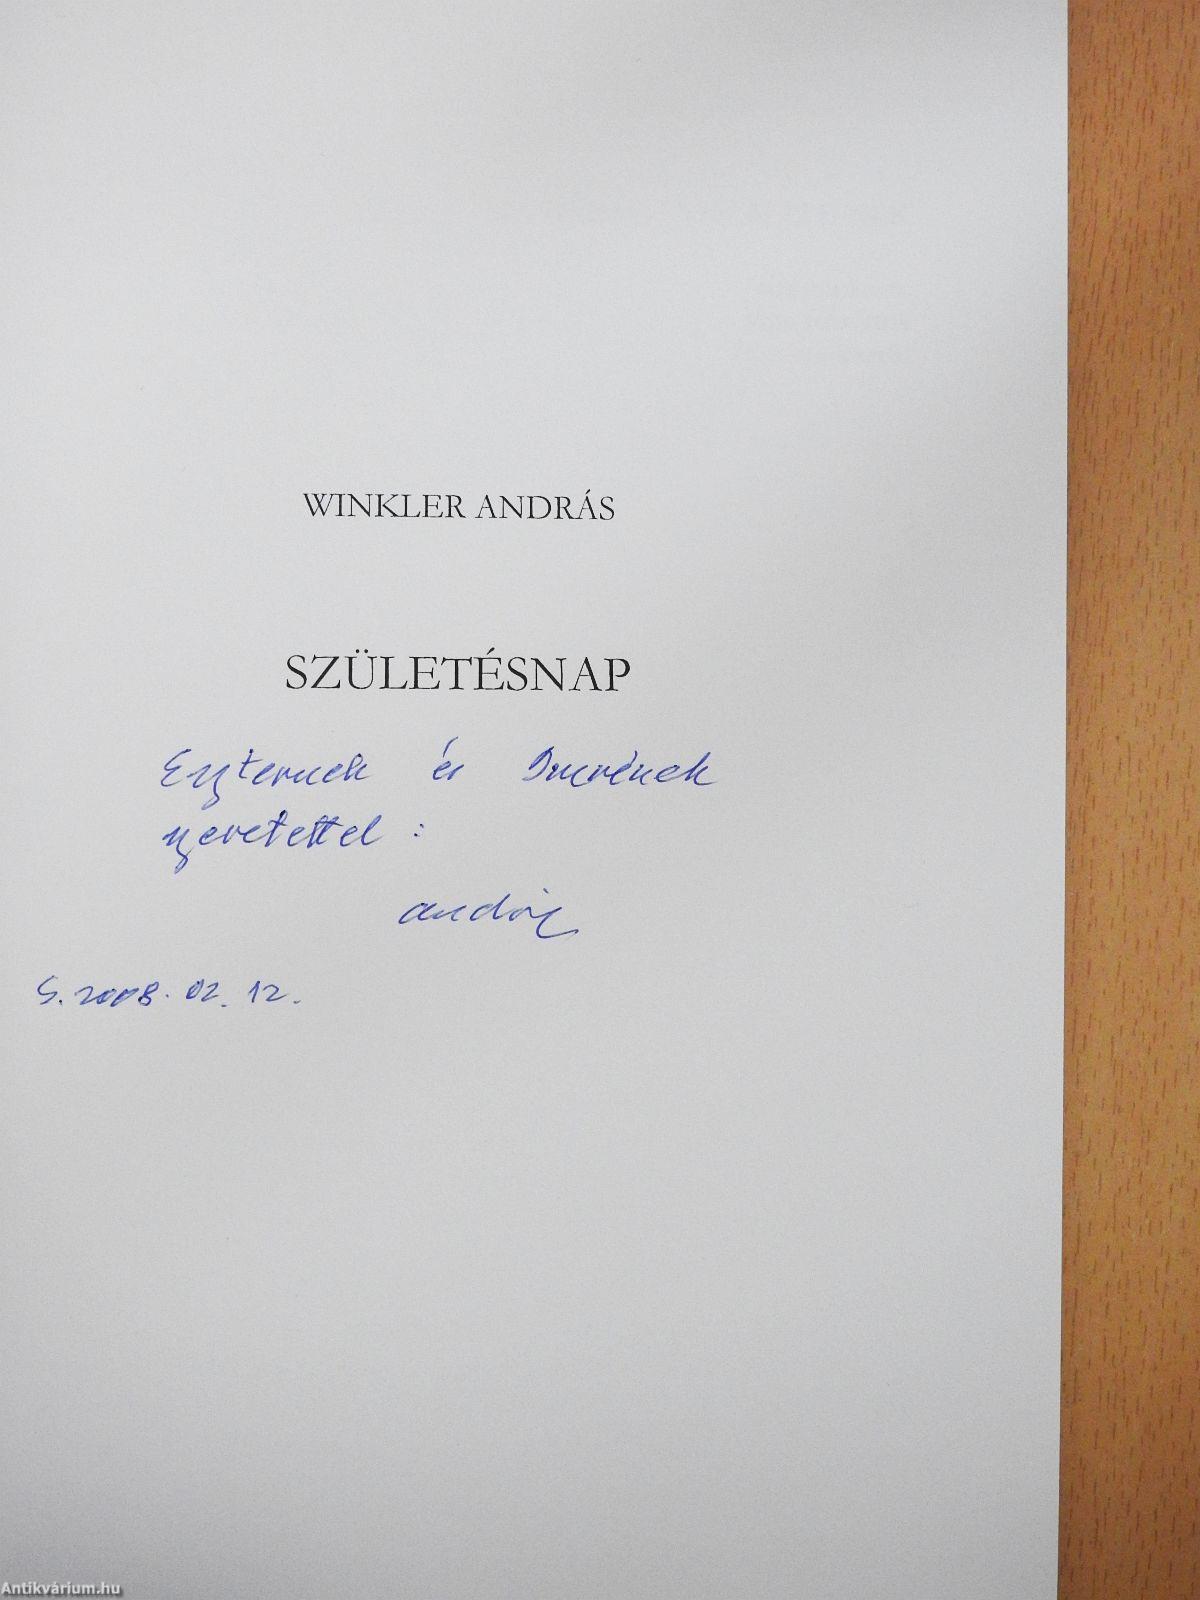 WINKLER ANDRÁS
SZÜLETÉSNAP
Eszternek és Imrének
szeretettel :
András
S. 2008. 02. 12.
Antikvárium.hu